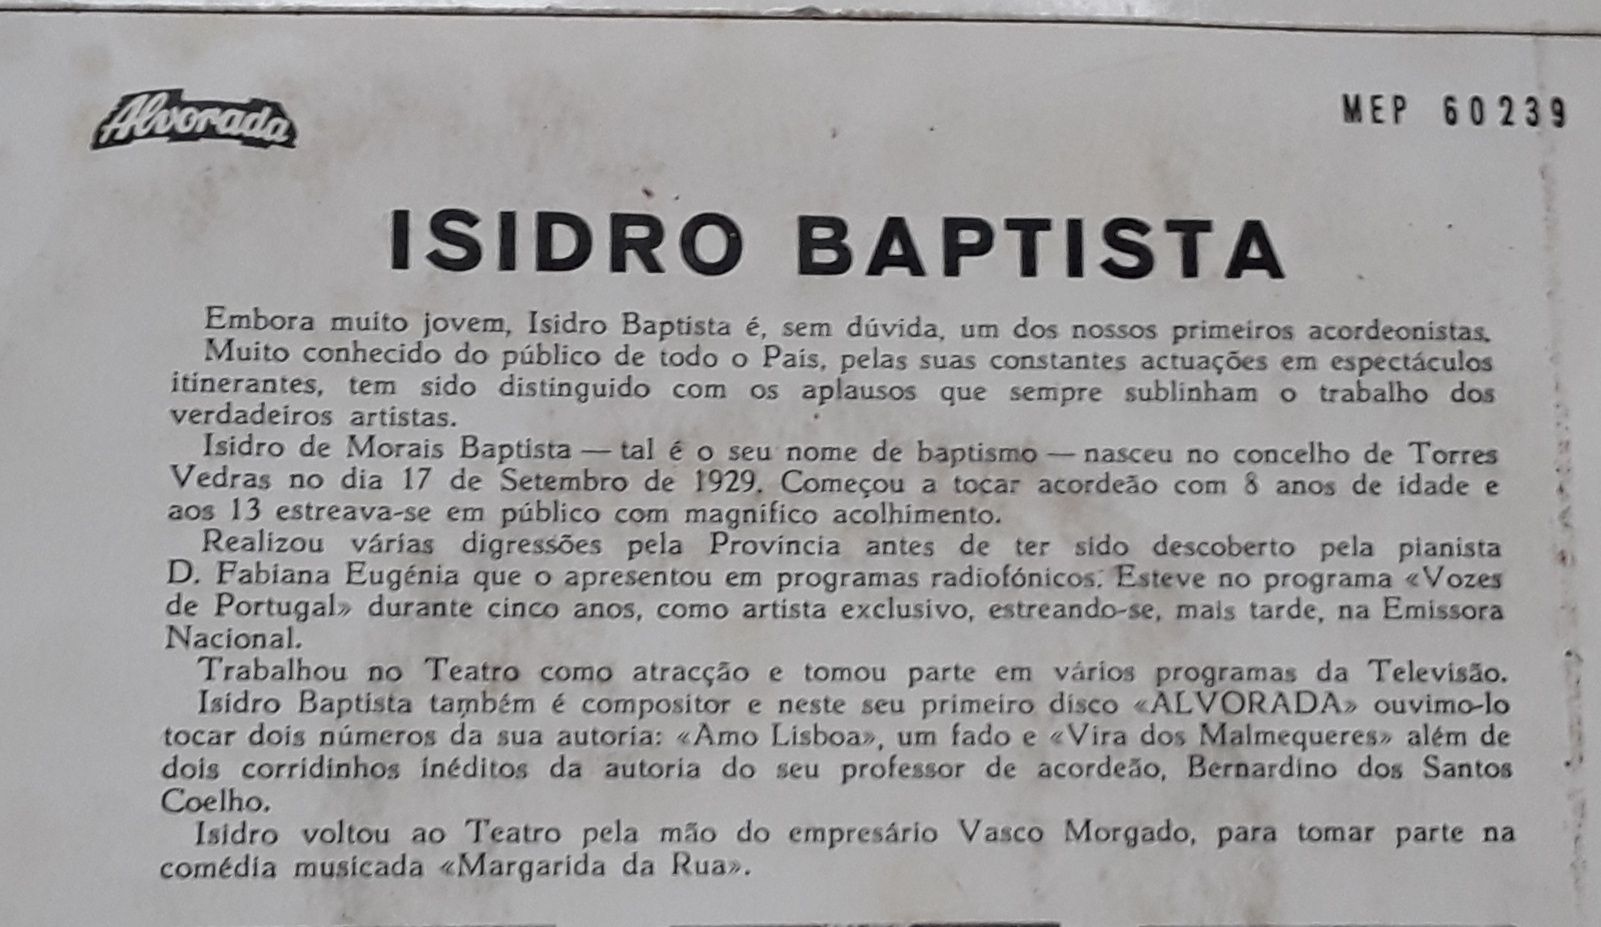 Alvorada
MEP 60239
ISIDRO BAPTISTA
Embora muito jovem, Isidro Baptista é, sem dúvida, um dos nossos primeiros acordeonistas.
Muito conhecido do público de todo o País, pelas suas constantes actuações em espectáculos
itinerantes, tem sido distinguido com os aplausos que sempre sublinham o trabalho dos
verdadeiros artistas.
Isidro de Morais Baptista — tal é o seu nome de baptismo — nasceu no concelho de Torres
Vedras no dia 17 de Setembro de 1929. Começou a tocar acordeão com 8 anos de idade e
aos 13 estreava-se em público com magnífico acolhimento.
Realizou várias digressões pela Província antes de ter sido descoberto pela pianista
D. Fabiana Eugénia que o apresentou em programas radiofónicos. Esteve no programa «Vozes
de Portugal» durante cinco anos, como artista exclusivo, estreando-se, mais tarde, na Emissora
Nacional.
Trabalhou no Teatro como atracção e tomou parte em vários programas da Televisão.
Isidro Baptista também é compositor e neste seu primeiro disco «ALVORADA» ouvimo-lo
tocar dois números da sua autoria: «Amo Lisboa», um fado e «Vira dos Malmequeres» além de
dois corridinhos inéditos da autoria do seu professor de acordeão, Bernardino dos Santos
Coelho.
Isidro voltou ao Teatro pela mão do empresário Vasco Morgado, para tomar parte na
comédia musicada «Margarida da Rua».